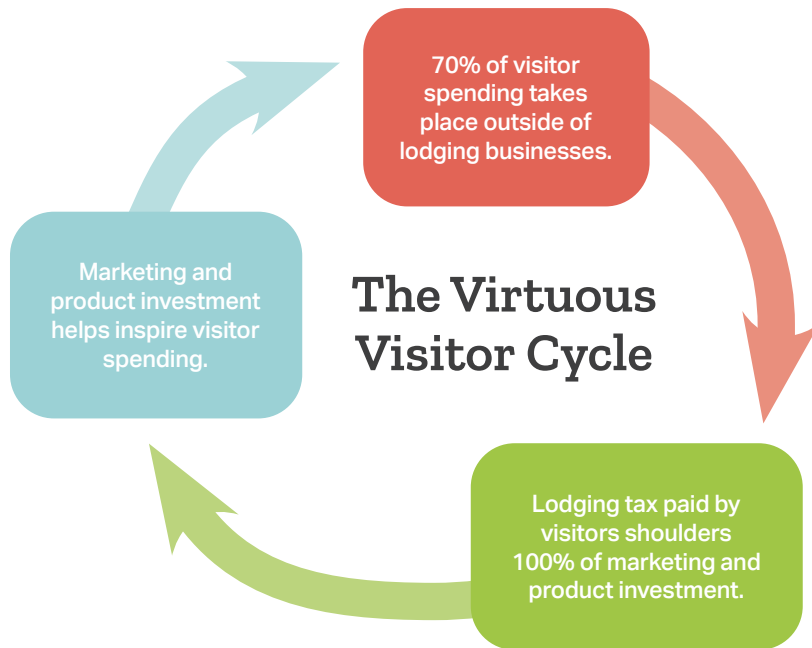 70% of visitor
spending takes
place outside of
lodging businesses.
Marketing and
product investment
helps inspire visitor
spending.
The Virtuous
Visitor Cycle
Lodging tax paid by
visitors shoulders
100% of marketing and
product investment.